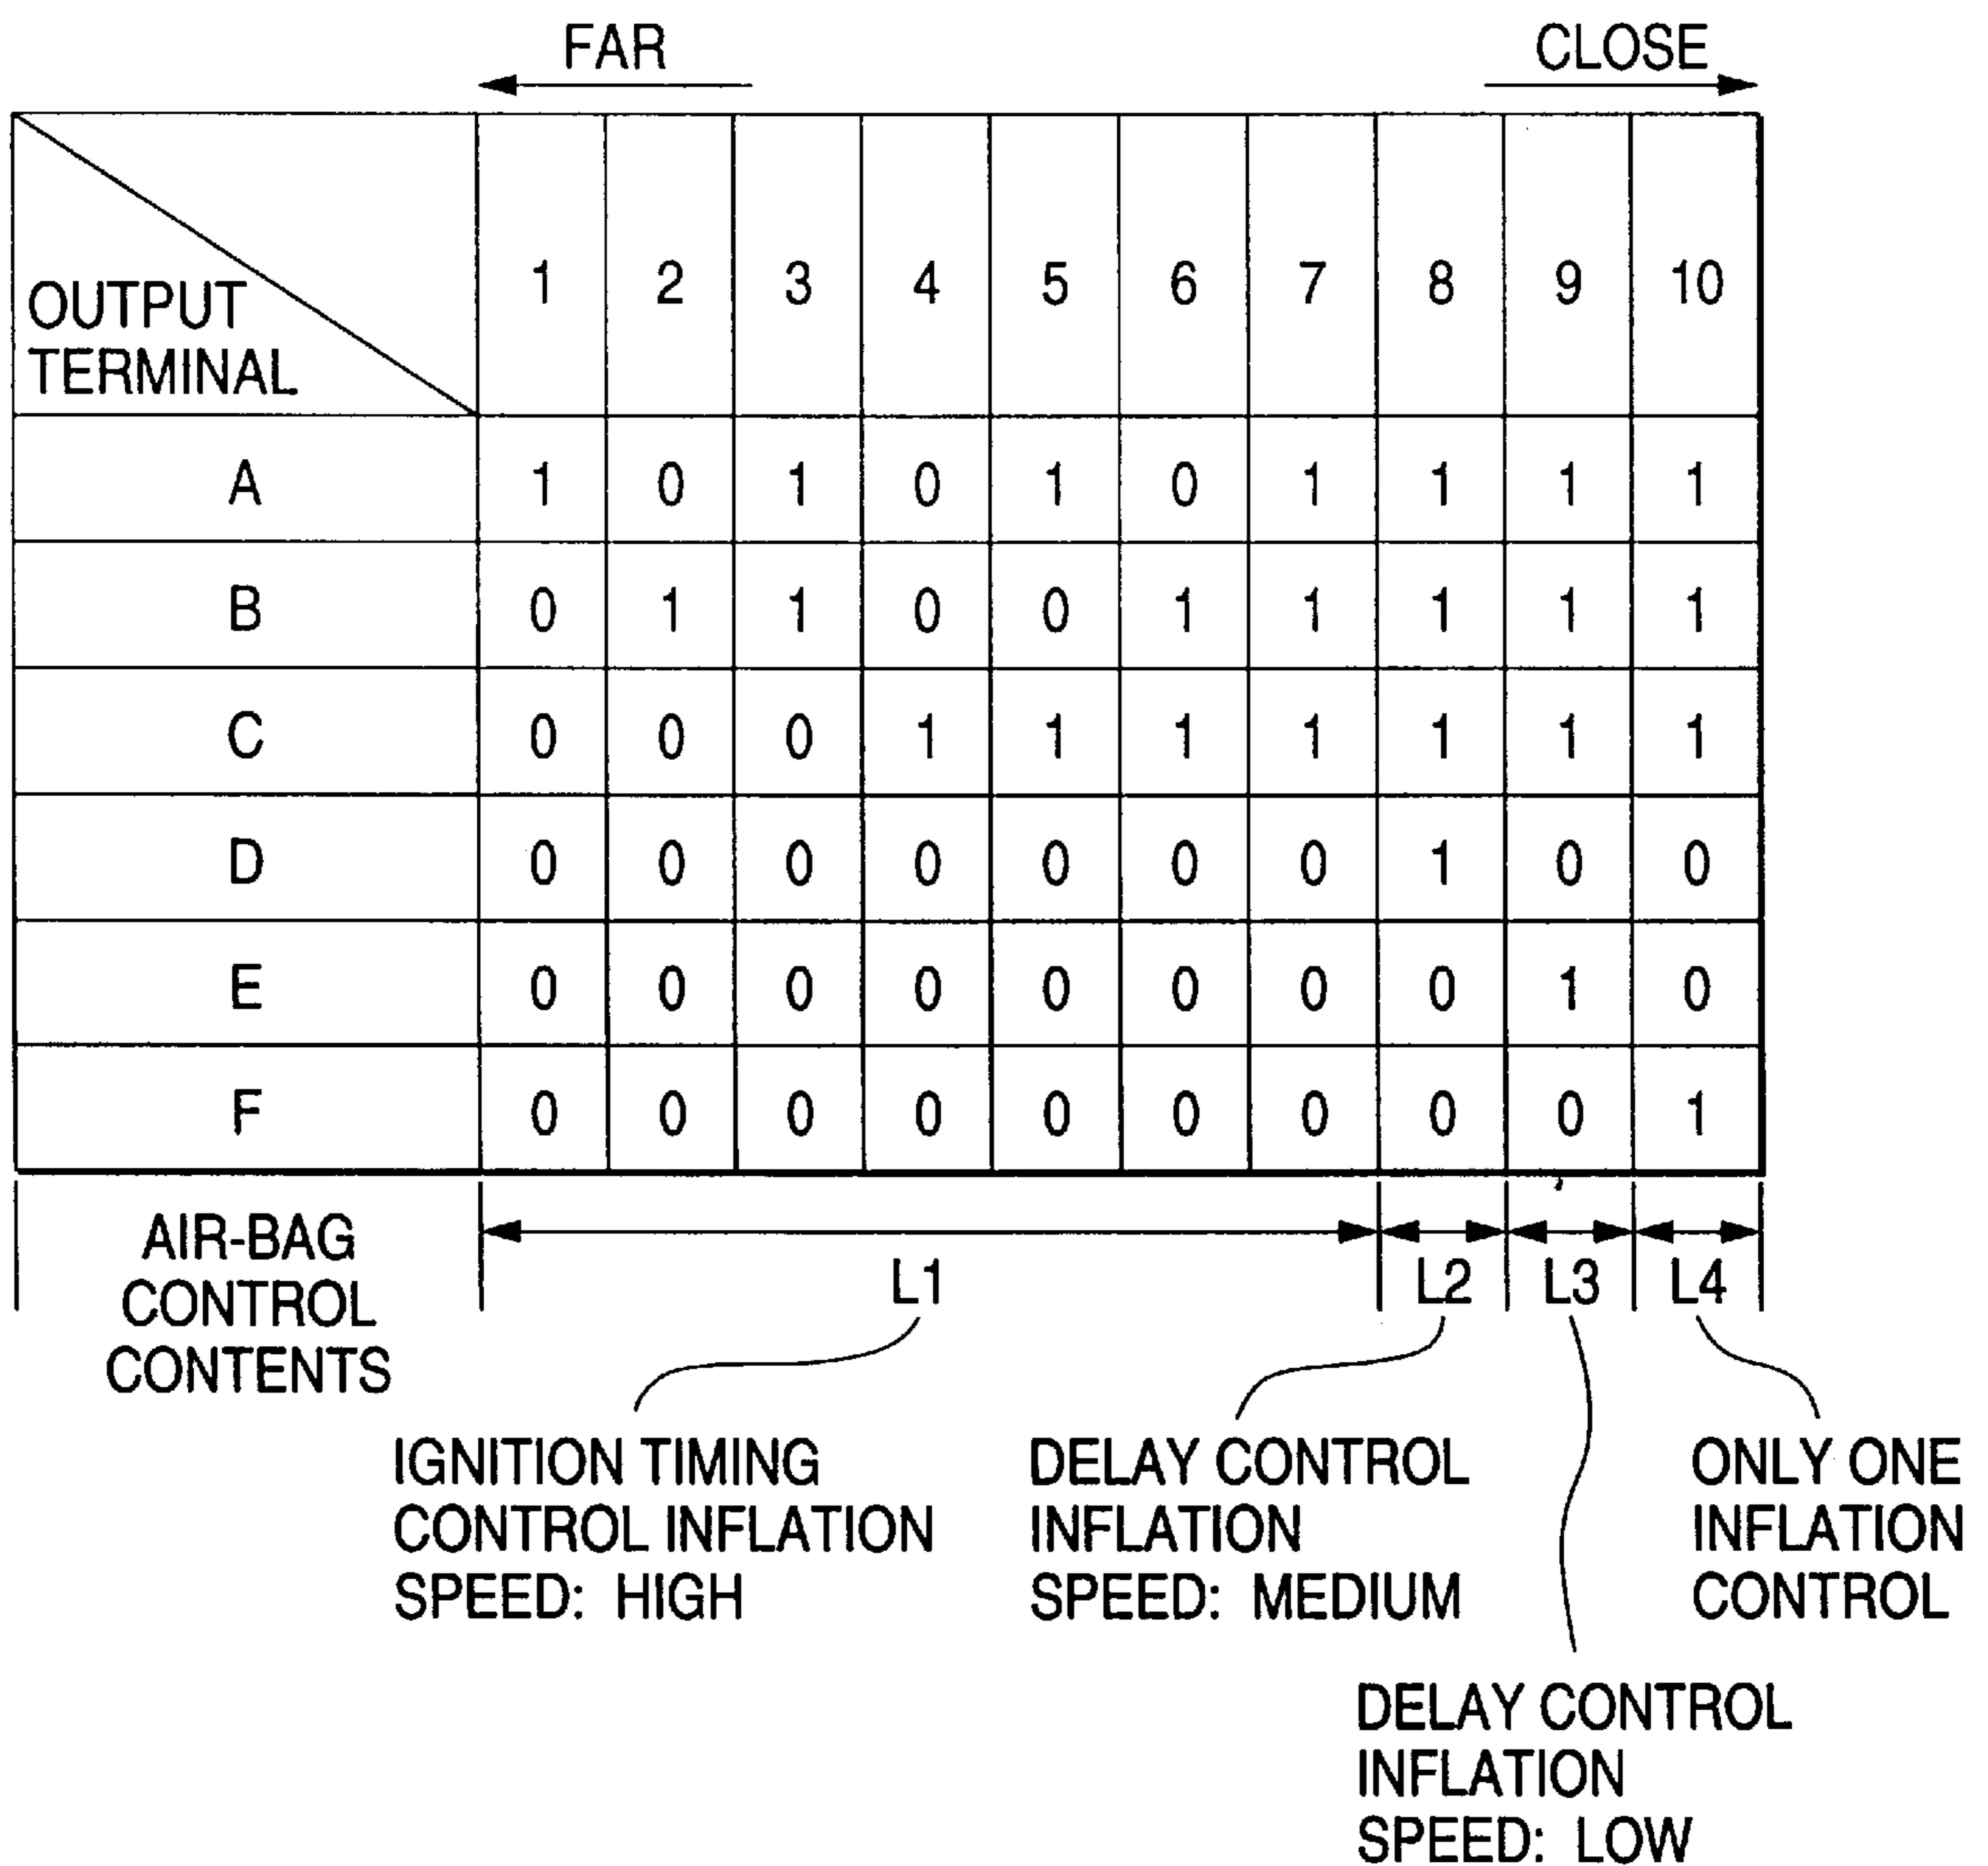 FAR CLOSE
OUTPUT
TERMINAL
1 2 3 4 5 6 7 8 9 10
A 1 0 1 0 1 0 1 1 1 1
B 0 1 1 0 0 1 1 1 1 1
C 0 0 0 1 1 1 1 1 1 1
D 0 0 0 0 0 0 0 1 0 0
E 0 0 0 0 0 0 0 0 1 0
F 0 0 0 0 0 0 0 0 0 1
AIR-BAG
CONTROL
CONTENTS
L1 L2 L3 L4
IGNITION TIMING
CONTROL INFLATION
SPEED: HIGH
DELAY CONTROL
INFLATION
SPEED: MEDIUM
ONLY ONE
INFLATION
CONTROL
DELAY CONTROL
INFLATION
SPEED: LOW